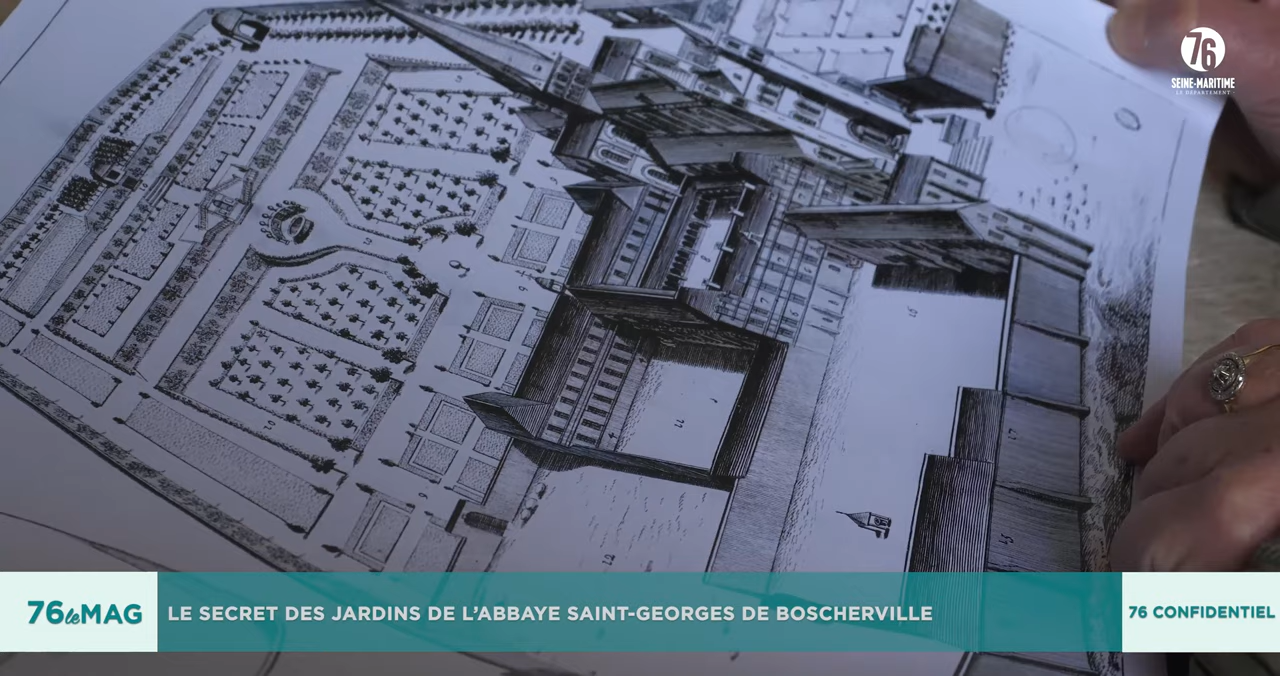 76
SEINE-MARITIME
LE DÉPARTEMENT
76leMAG
LE SECRET DES JARDINS DE L'ABBAYE SAINT-GEORGES DE BOSCHERVILLE
76 CONFIDENTIEL